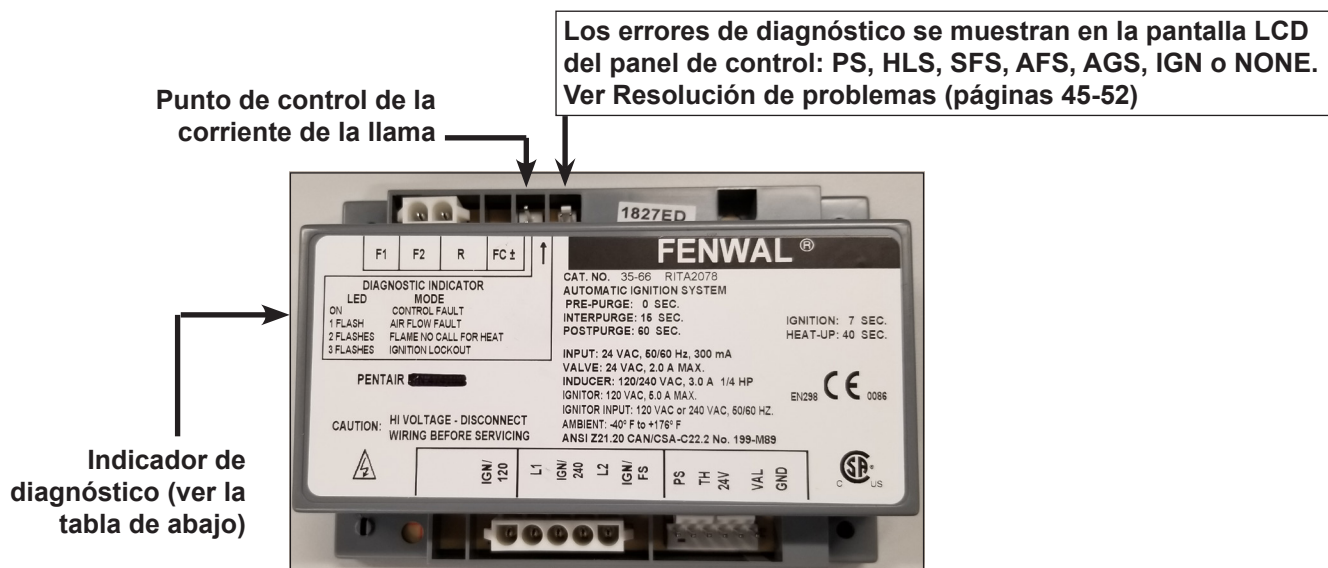 Los errores de diagnóstico se muestran en la pantalla LCD
del panel de control: PS, HLS, SFS, AFS, AGS, IGN o NONE.
Ver Resolución de problemas (páginas 45-52)
Punto de control de la
corriente de la llama
1827ED
F1 F2 R FC ±
DIAGNOSTIC INDICATOR
LED MODE
ON CONTROL FAULT
1 FLASH AIR FLOW FAULT
2 FLASHES FLAME NO CALL FOR HEAT
3 FLASHES IGNITION LOCKOUT
PENTAIR
CAUTION: HI VOLTAGE - DISCONNECT
WIRING BEFORE SERVICING
FENWAL ®
CAT. NO. 35-66 RITA2078
AUTOMATIC IGNITION SYSTEM
PRE-PURGE: 0 SEC.
INTERPURGE: 15 SEC.
POSTPURGE: 60 SEC.
IGNITION: 7 SEC.
HEAT-UP: 40 SEC.
INPUT: 24 VAC, 50/60 Hz, 300 mA
VALVE: 24 VAC, 2.0 A MAX.
INDUCER: 120/240 VAC, 3.0 A 1/4 HP
IGNITOR: 120 VAC, 5.0 A MAX.
IGNITOR INPUT: 120 VAC or 240 VAC, 50/60 HZ.
AMBIENT: -40° F to +176° F
ANSI Z21.20 CAN/CSA-C22.2 No. 199-M89
EN298 CE 0086
IGN/120 L1 IGN/240 L2 IGN/FS PS TH 24V VAL GND
C SA® US
Indicador de
diagnóstico (ver la
tabla de abajo)